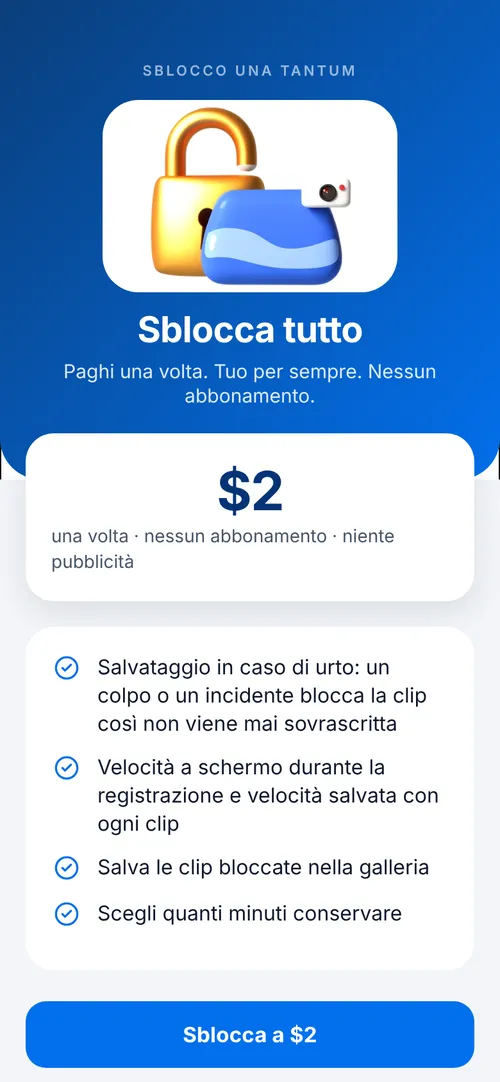 SBLOCCO UNA TANTUM
Sblocca tutto
Paghi una volta. Tuo per sempre. Nessun
abbonamento.
$2
una volta · nessun abbonamento · niente
pubblicità
Salvataggio in caso di urto: un
colpo o un incidente blocca la clip
così non viene mai sovrascritta
Velocità a schermo durante la
registrazione e velocità salvata con
ogni clip
Salva le clip bloccate nella galleria
Scegli quanti minuti conservare
Sblocca a $2